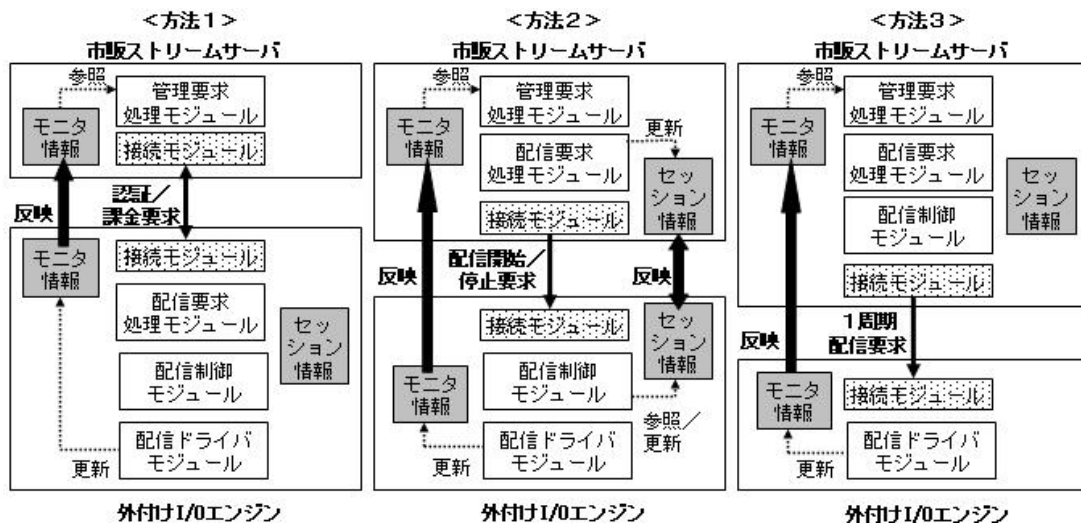 <方法1>
市販ストリームサーバ
参照
管理要求
処理モジュール
モニタ
情報
接続モジュール
認証/
課金要求
反映
モニタ
情報
接続モジュール
配信要求
処理モジュール
セッ
ション
情報
配信制御
モジュール
配信ドライバ
モジュール
更新
外付けI/Oエンジン
<方法2>
市販ストリームサーバ
参照
管理要求
処理モジュール
モニタ
情報
更新
配信要求
処理モジュール
セッ
ション
情報
接続モジュール
反映
配信開始/
停止要求
反映
接続モジュール
セッ
ション
情報
モニタ
情報
配信制御
モジュール
参照/
更新
配信ドライバ
モジュール
更新
外付けI/Oエンジン
<方法3>
市販ストリームサーバ
参照
管理要求
処理モジュール
モニタ
情報
配信要求
処理モジュール
セッ
ション
情報
配信制御
モジュール
接続モジュール
反映
1周期
配信要求
モニタ
情報
接続モジュール
配信ドライバ
モジュール
更新
外付けI/Oエンジン